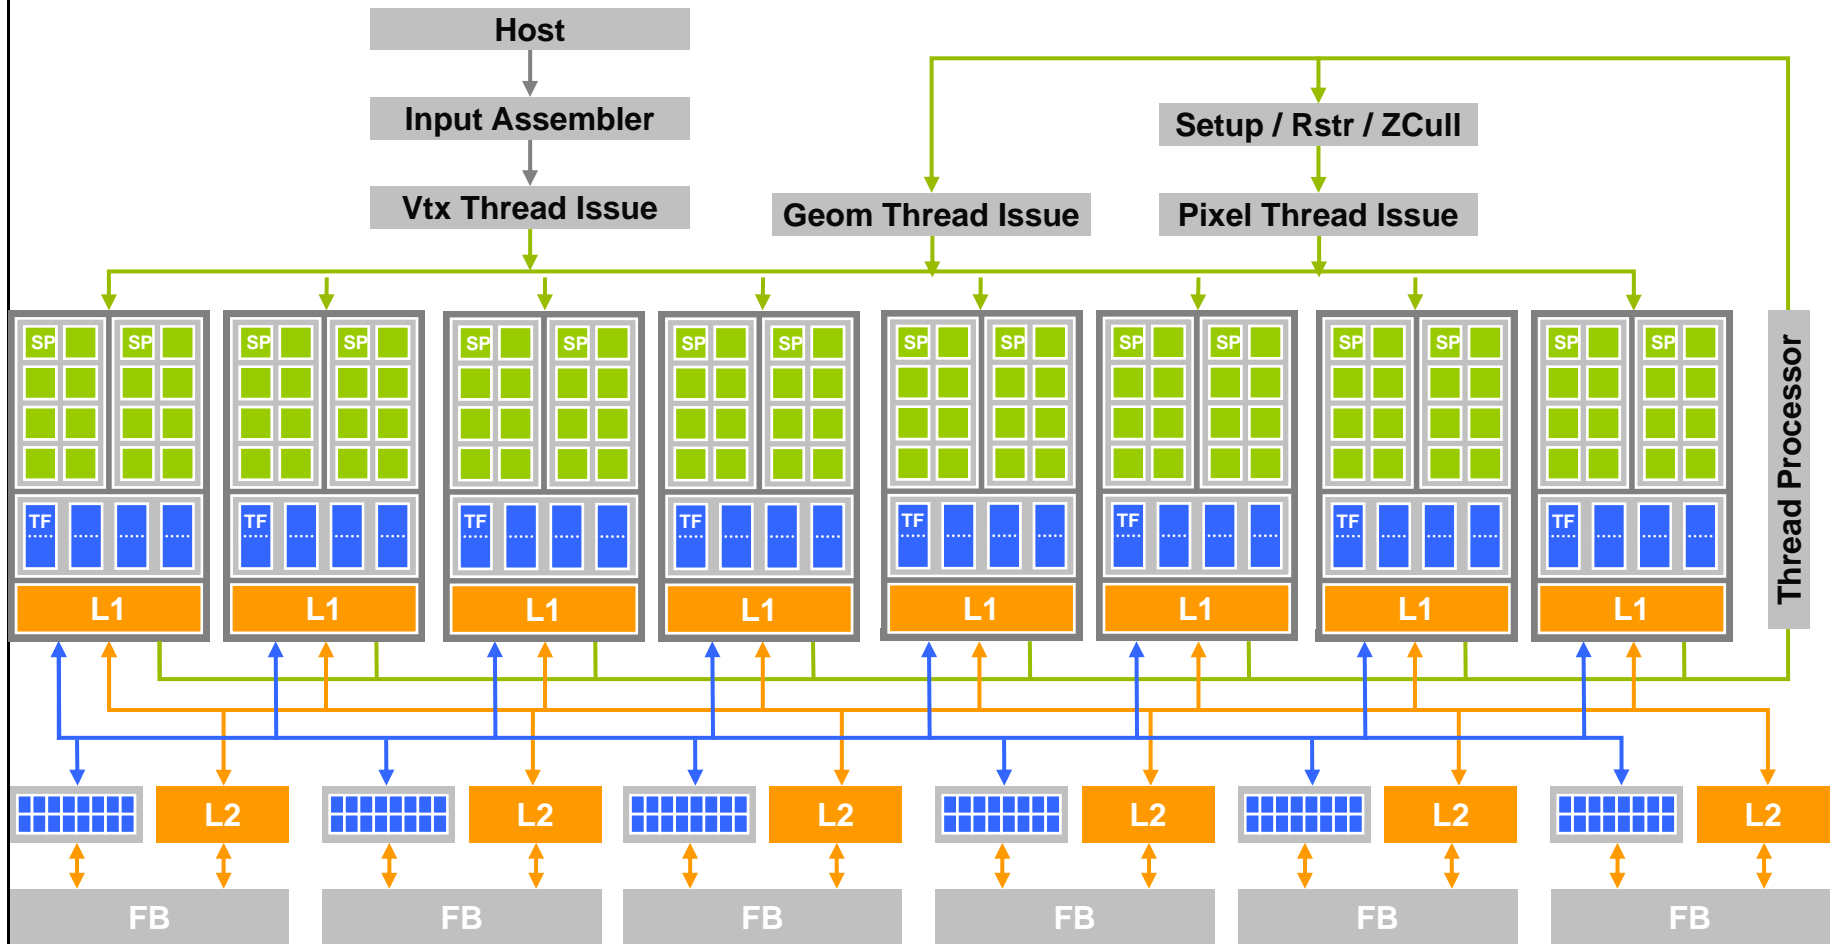 Host
Input Assembler
Setup / Rstr / ZCull
Vtx Thread Issue
Geom Thread Issue
Pixel Thread Issue
SP SP SP SP SP SP SP SP SP SP SP SP SP SP SP SP
Thread Processor
TF TF TF TF TF TF TF TF
L1 L1 L1 L1 L1 L1 L1 L1
L2 L2 L2 L2 L2 L2
FB FB FB FB FB FB